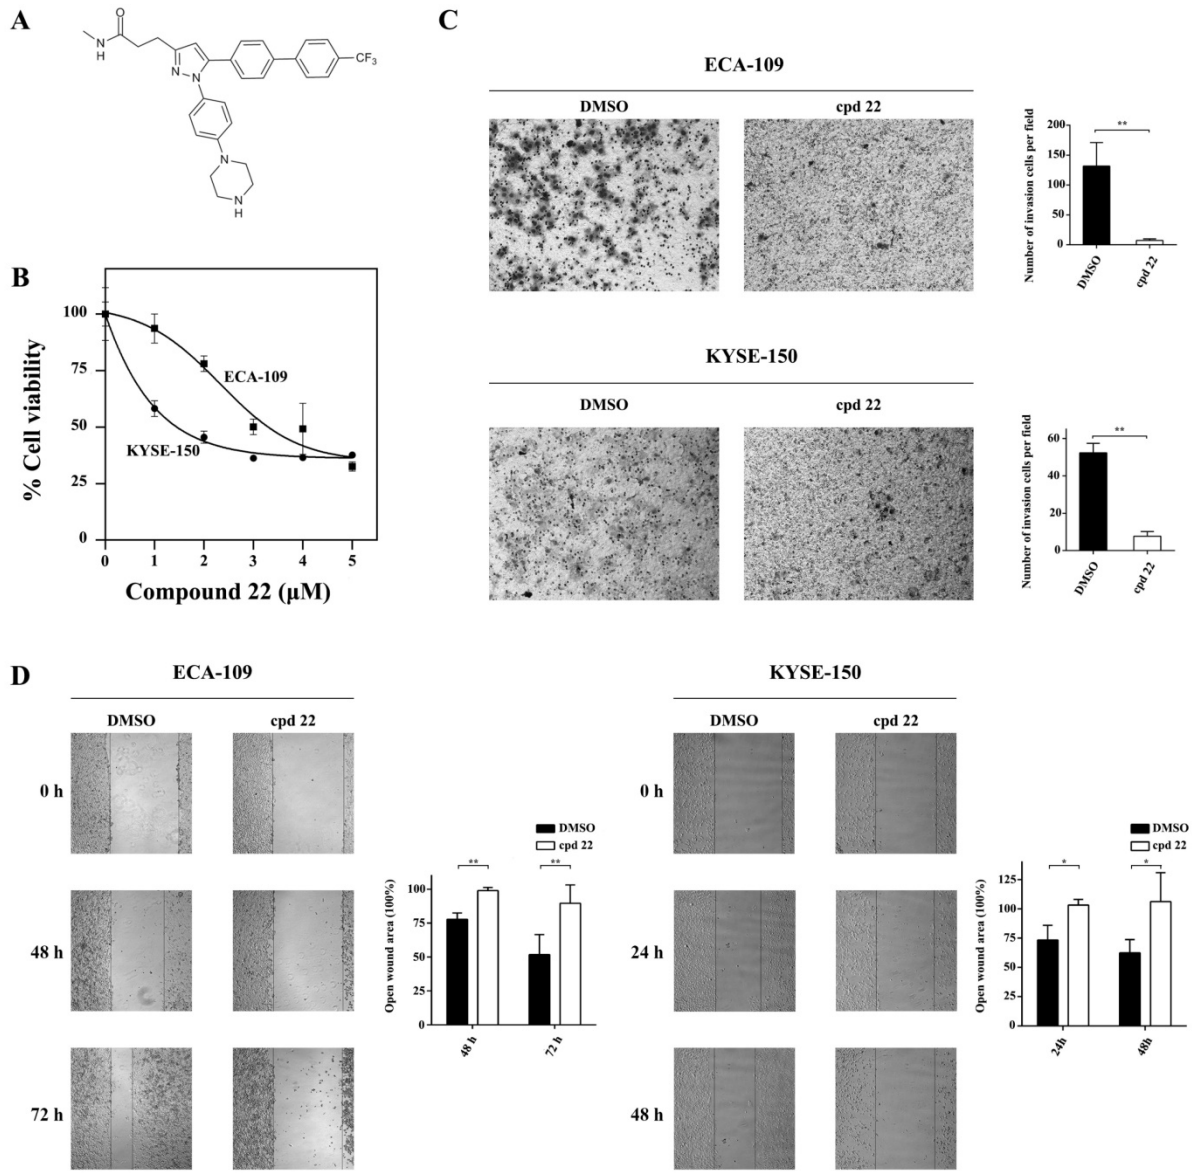 A
O
N
H
N
N
CF3
N
N
H
B
% Cell viability
100
75
50
25
0
ECA-109
KYSE-150
0 1 2 3 4 5
Compound 22 (μM)
C
ECA-109
DMSO cpd 22
Number of invasion cells per field
200
150
100
50
0
**
DMSO cpd 22
KYSE-150
DMSO cpd 22
Number of invasion cells per field
60
40
20
0
**
DMSO cpd 22
D
ECA-109
DMSO cpd 22
0 h
48 h
72 h
DMSO
cpd 22
Open wound area (100%)
100
75
50
25
0
** **
48 h 72 h
KYSE-150
DMSO cpd 22
0 h
24 h
48 h
DMSO
cpd 22
Open wound area (100%)
125
100
75
50
25
0
* *
24h 48h